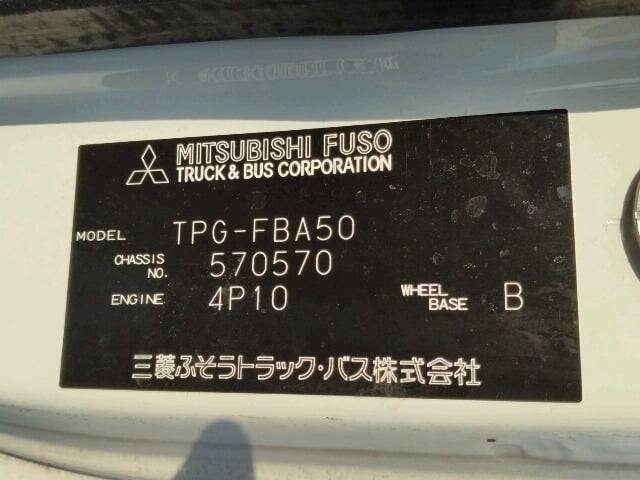 MITSUBISHI FUSO
TRUCK & BUS CORPORATION
MODEL TPG-FBA50
CHASSIS NO. 570570
ENGINE 4P10 WHEEL BASE B
三菱ふそうトラック・バス株式会社